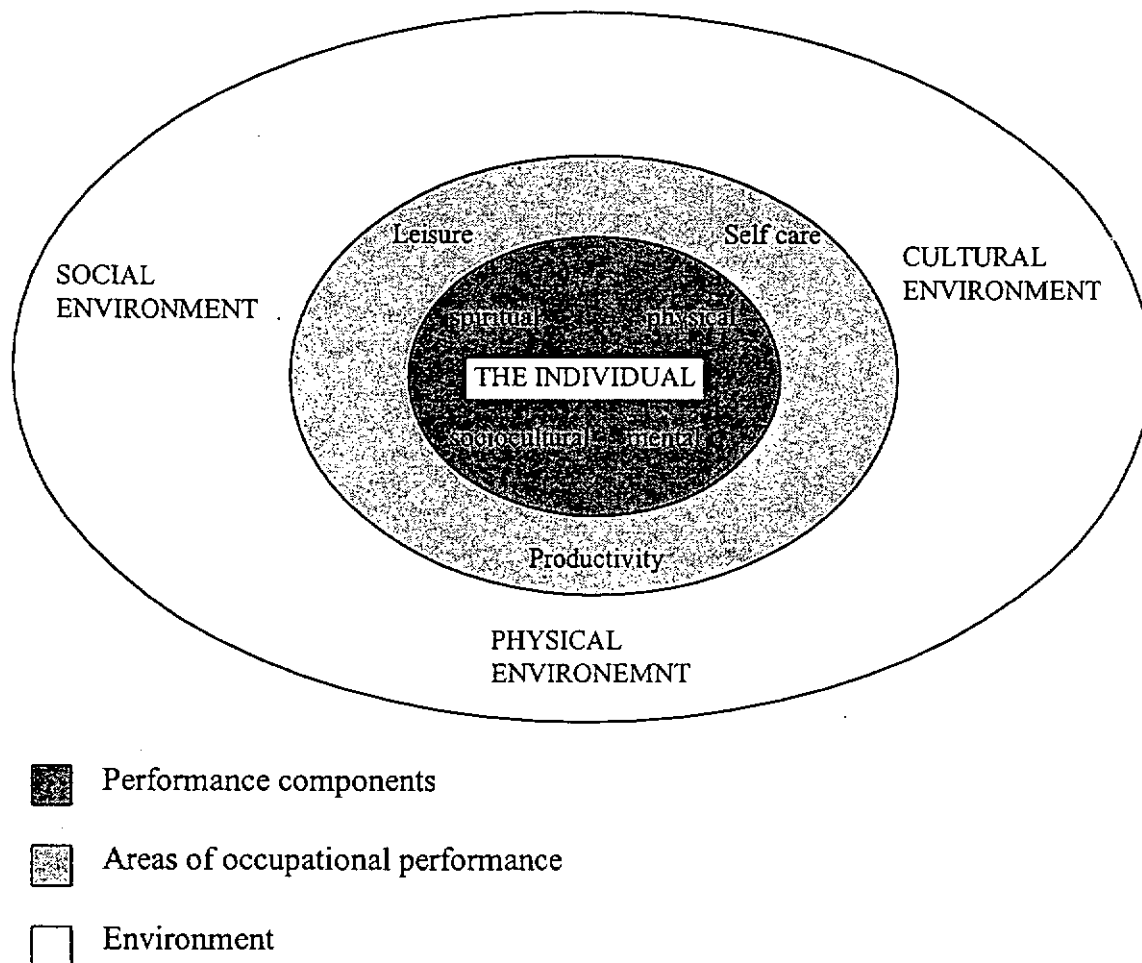 Leisure
Self care
SOCIAL
ENVIRONMENT
CULTURAL
ENVIRONMENT
spiritual
physical
THE INDIVIDUAL
sociocultural
mental
Productivity
PHYSICAL
ENVIRONEMNT
Performance components
Areas of occupational performance
Environment